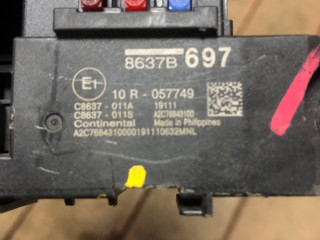 8637B 697
E1
10 R - 057749
C8637 - 011A 19111
C8637 - 011B A2C76843100
Continental Made in Philippines
A2C7684310000191110632MNL